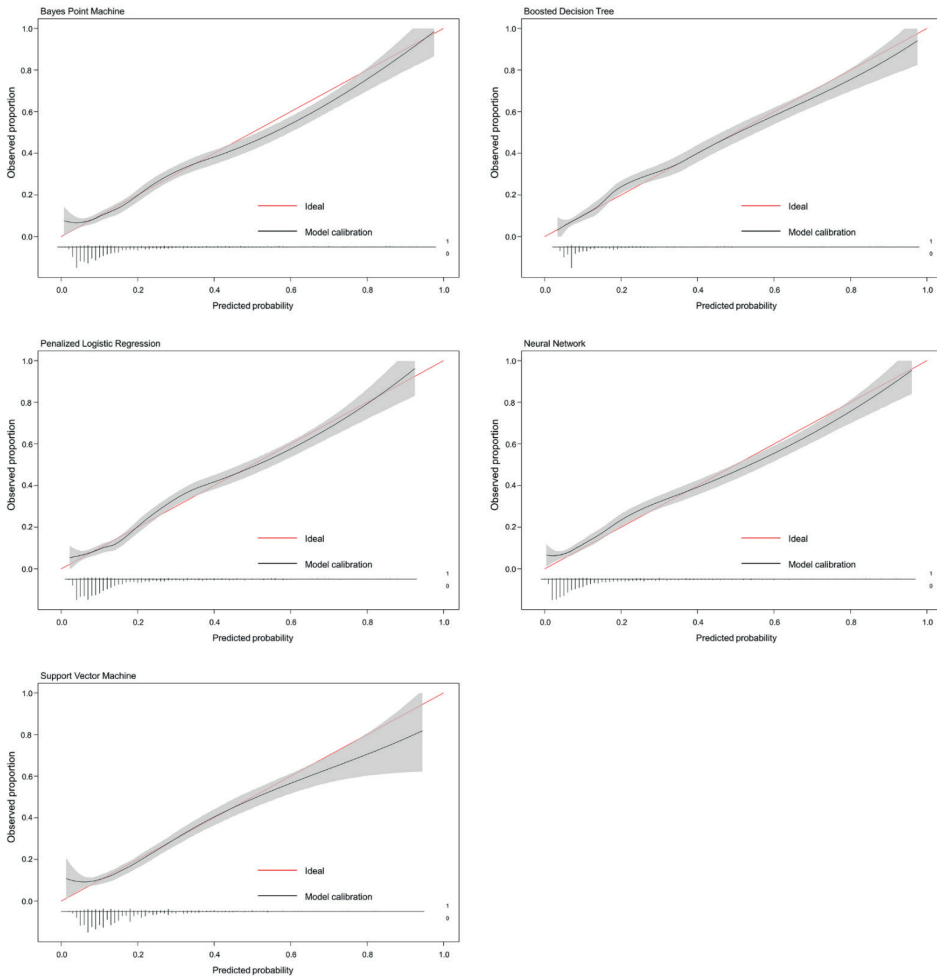 Bayes Point Machine
Observed proportion
1.0
0.8
0.6
0.4
0.2
0.0
Ideal
Model calibration
1
0
0.0 0.2 0.4 0.6 0.8 1.0
Predicted probability
Boosted Decision Tree
Observed proportion
1.0
0.8
0.6
0.4
0.2
0.0
Ideal
Model calibration
1
0
0.0 0.2 0.4 0.6 0.8 1.0
Predicted probability
Penalized Logistic Regression
Observed proportion
1.0
0.8
0.6
0.4
0.2
0.0
Ideal
Model calibration
1
0
0.0 0.2 0.4 0.6 0.8 1.0
Predicted probability
Neural Network
Observed proportion
1.0
0.8
0.6
0.4
0.2
0.0
Ideal
Model calibration
1
0
0.0 0.2 0.4 0.6 0.8 1.0
Predicted probability
Support Vector Machine
Observed proportion
1.0
0.8
0.6
0.4
0.2
0.0
Ideal
Model calibration
1
0
0.0 0.2 0.4 0.6 0.8 1.0
Predicted probability